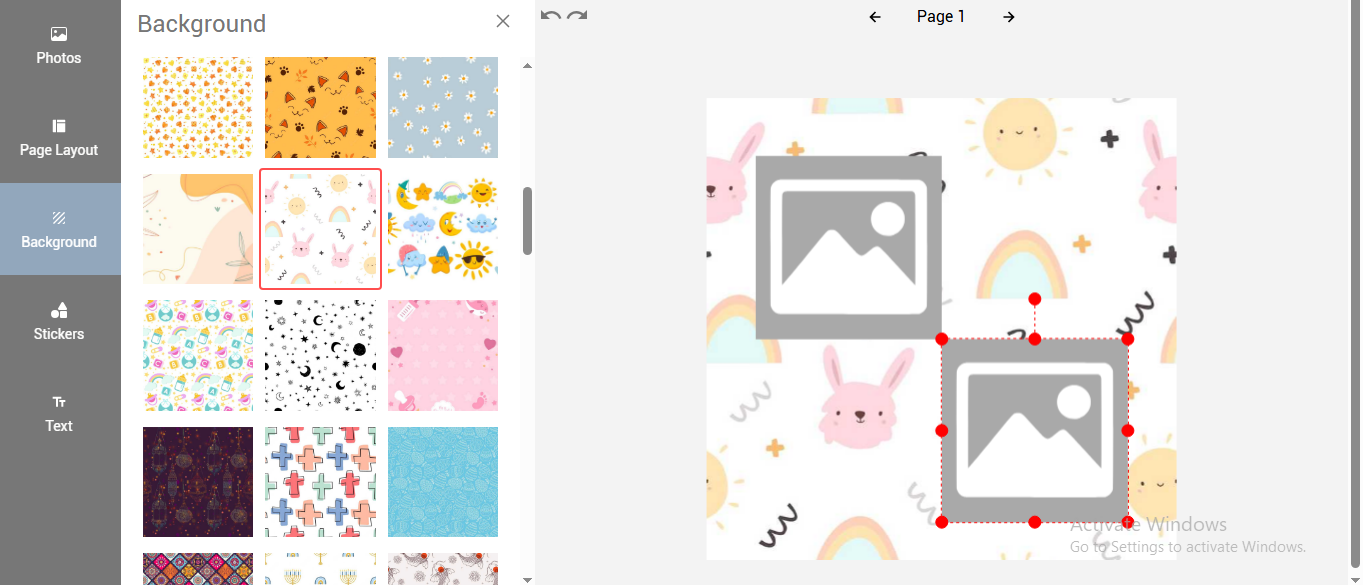 Photos
Page Layout
Background
Stickers
Text
Background
Page 1
Activate Windows
Go to Settings to activate Windows.